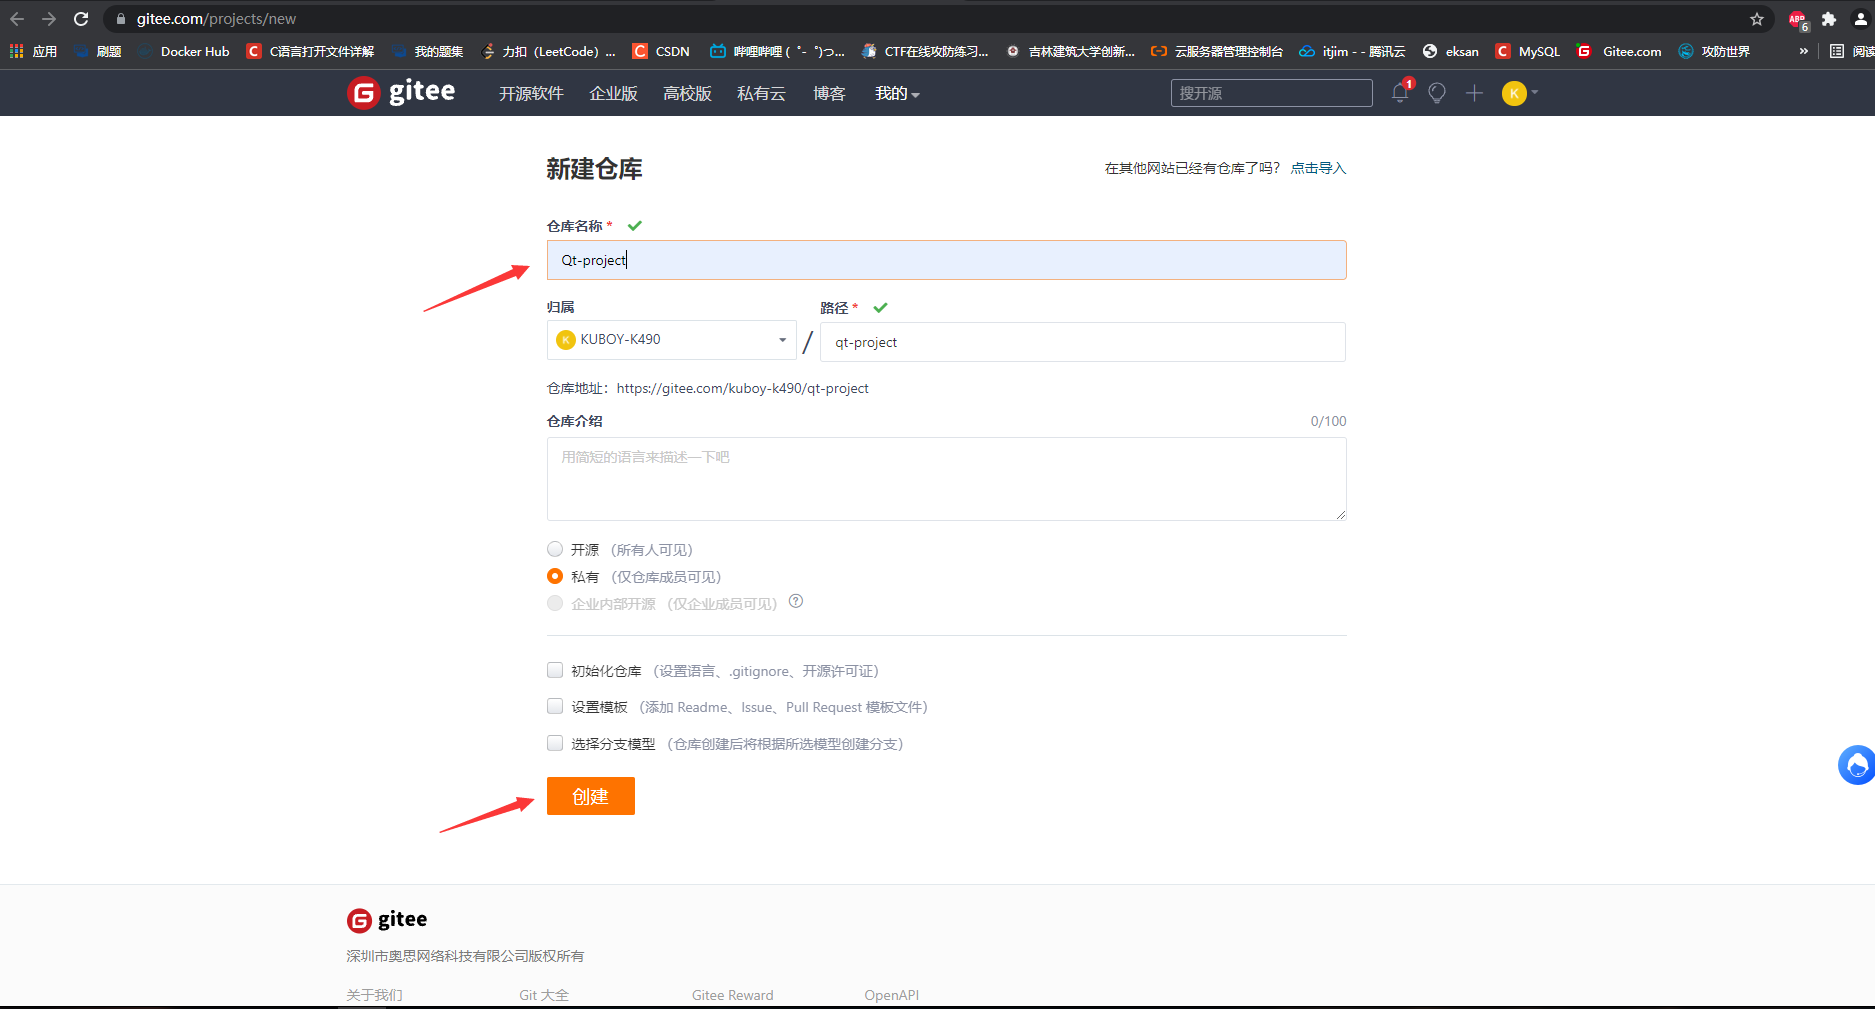 gitee.com/projects/new
ABP 6
应用 刷题 Docker Hub C语言打开文件详解 我的题集 力扣（LeetCode）... CSDN 哔哩哔哩 (゜-゜)つ... CTF在线攻防练习... 吉林建筑大学创新... 云服务器管理控制台 itjim - - 腾讯云 eksan MySQL Gitee.com 攻防世界 » 阅读
gitee 开源软件 企业版 高校版 私有云 博客 我的 搜开源 1 K
新建仓库 在其他网站已经有仓库了吗？ 点击导入
仓库名称 *
Qt-project
归属 路径 *
K KUBOY-K490 / qt-project
仓库地址：https://gitee.com/kuboy-k490/qt-project
仓库介绍 0/100
用简短的语言来描述一下吧
开源 （所有人可见）
私有 （仅仓库成员可见）
企业内部开源 （仅企业成员可见） ?
初始化仓库 （设置语言、.gitignore、开源许可证）
设置模板 （添加 Readme、Issue、Pull Request 模板文件）
选择分支模型 （仓库创建后将根据所选模型创建分支）
创建
gitee
深圳市奥思网络科技有限公司版权所有
关于我们 Git 大全 Gitee Reward OpenAPI